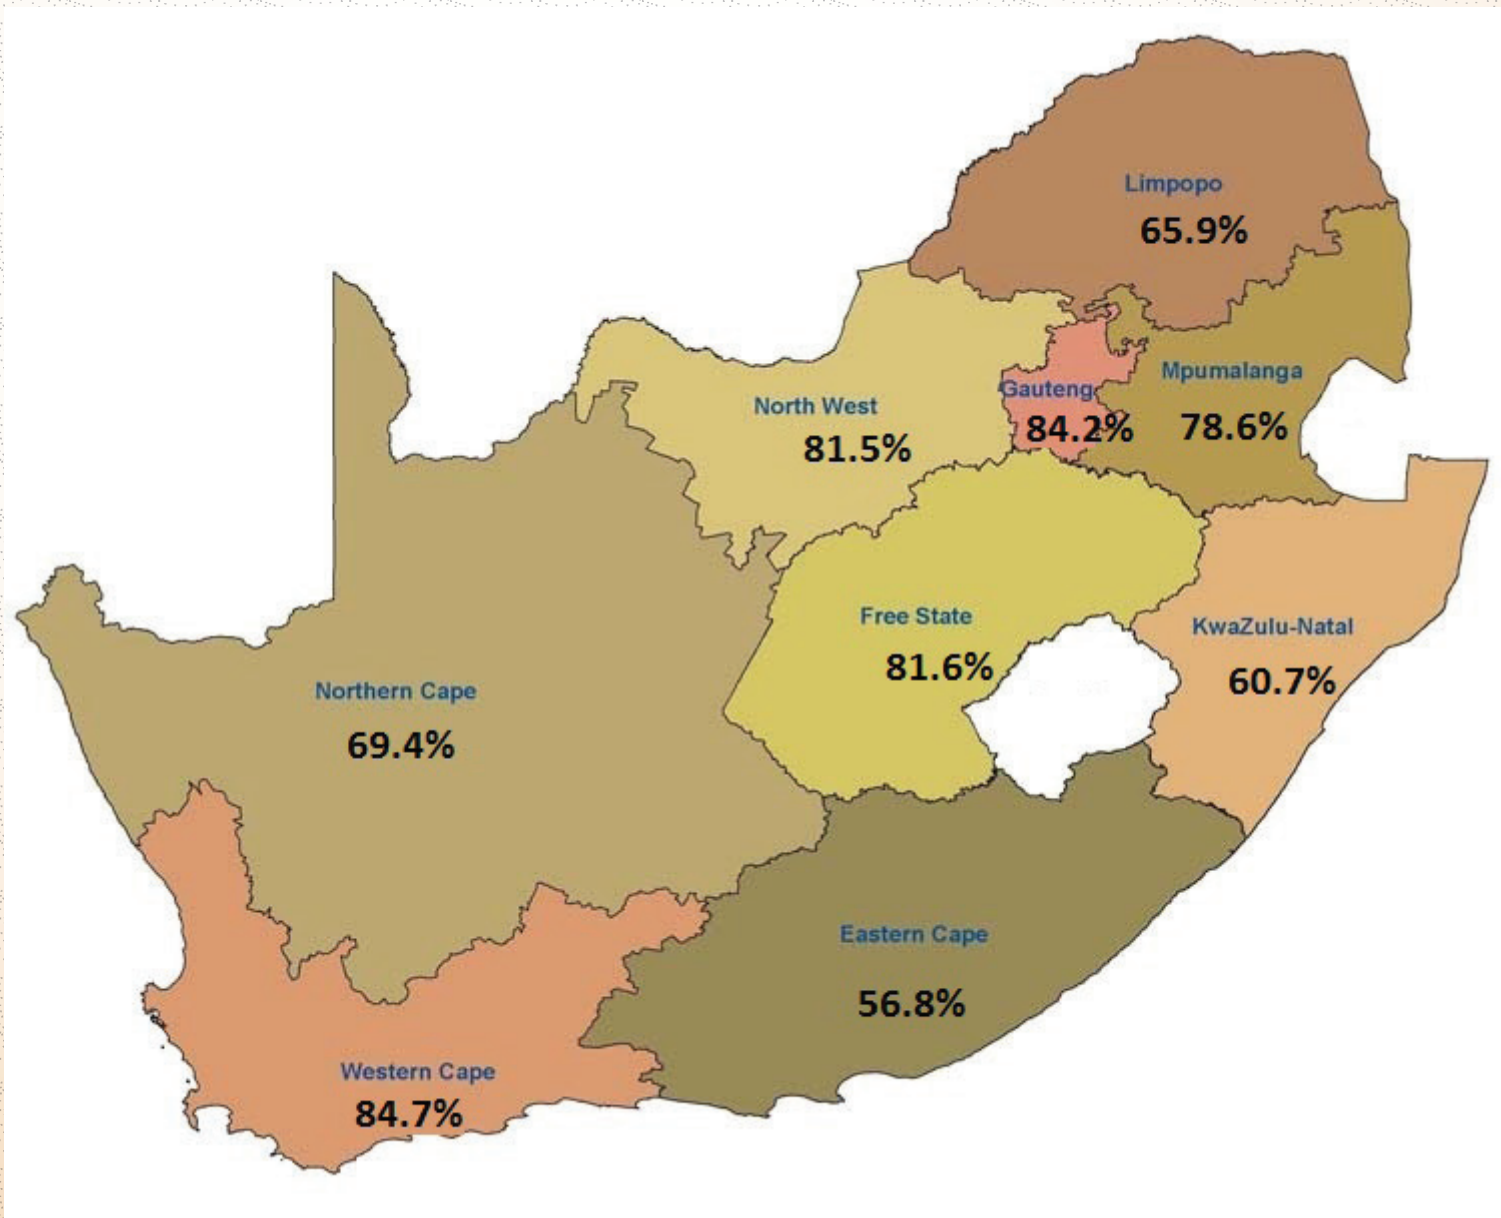 Limpopo
65.9%
Mpumalanga
78.6%
Gauteng
84.2%
North West
81.5%
Free State
81.6%
KwaZulu-Natal
60.7%
Northern Cape
69.4%
Eastern Cape
56.8%
Western Cape
84.7%